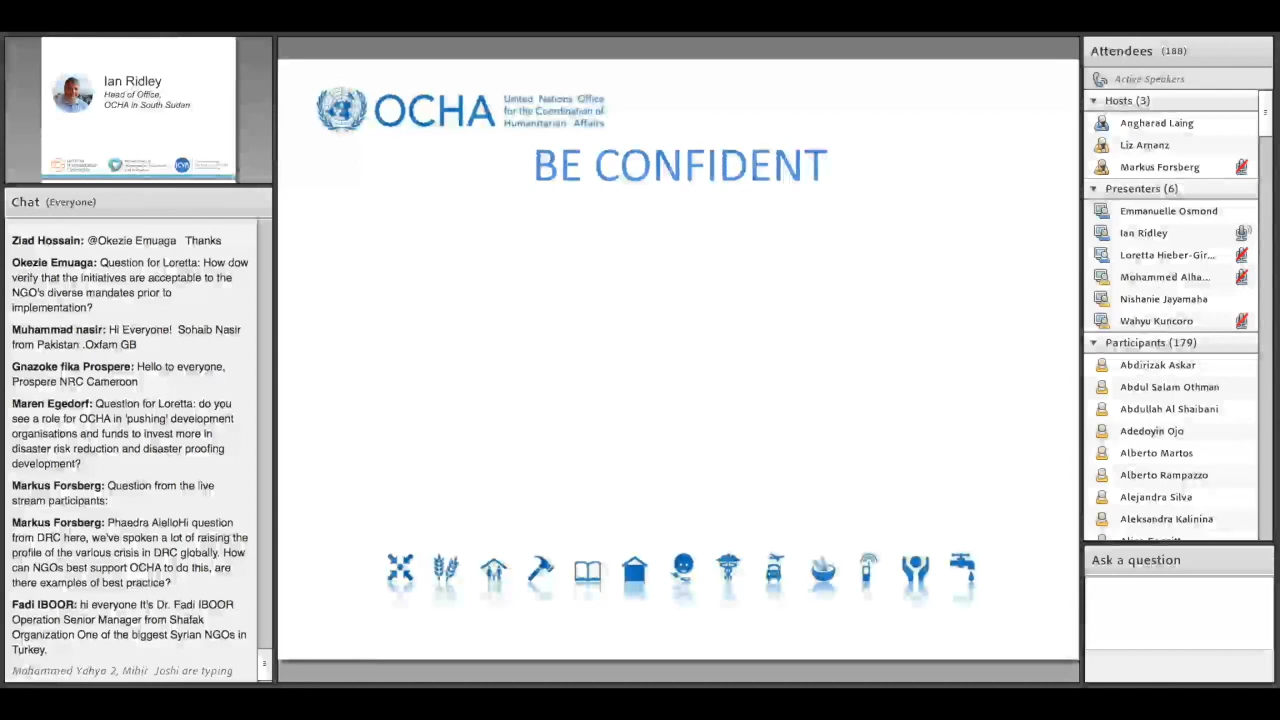 Ian Ridley
Head of Office,
OCHA in South Sudan
Chat (Everyone)
Ziad Hossain: @Okezie Emuaga Thanks
Okezie Emuaga: Question for Loretta: How dow
verify that the initiatives are acceptable to the
NGO's diverse mandates prior to
implementation?
Muhammad nasir: Hi Everyone! Sohaib Nasir
from Pakistan .Oxfam GB
Gnazoke fika Prospere: Hello to everyone,
Prospere NRC Cameroon
Maren Egedorf: Question for Loretta: do you
see a role for OCHA in 'pushing' development
organisations and funds to invest more in
disaster risk reduction and disaster proofing
development?
Markus Forsberg: Question from the live
stream participants:
Markus Forsberg: Phaedra AielloHi question
from DRC here, we've spoken a lot of raising the
profile of the various crisis in DRC globally. How
can NGOs best support OCHA to do this, are
there examples of best practice?
Fadi IBOOR: hi everyone It's Dr. Fadi IBOOR
Operation Senior Manager from Shafak
Organization One of the biggest Syrian NGOs in
Turkey.
Mohammed Yahya 2, Mihir Joshi are typing
OCHA
United Nations Office
for the Coordination of
Humanitarian Affairs
BE CONFIDENT
Attendees (188)
Active Speakers
Hosts (3)
Angharad Laing
Liz Arnanz
Markus Forsberg
Presenters (6)
Emmanuelle Osmond
Ian Ridley
Loretta Hieber-Gir...
Mohammed Alha...
Nishanie Jayamaha
Wahyu Kuncoro
Participants (179)
Abdirizak Askar
Abdul Salam Othman
Abdullah Al Shaibani
Adedoyin Ojo
Alberto Martos
Alberto Rampazzo
Alejandra Silva
Aleksandra Kalinina
Ask a question